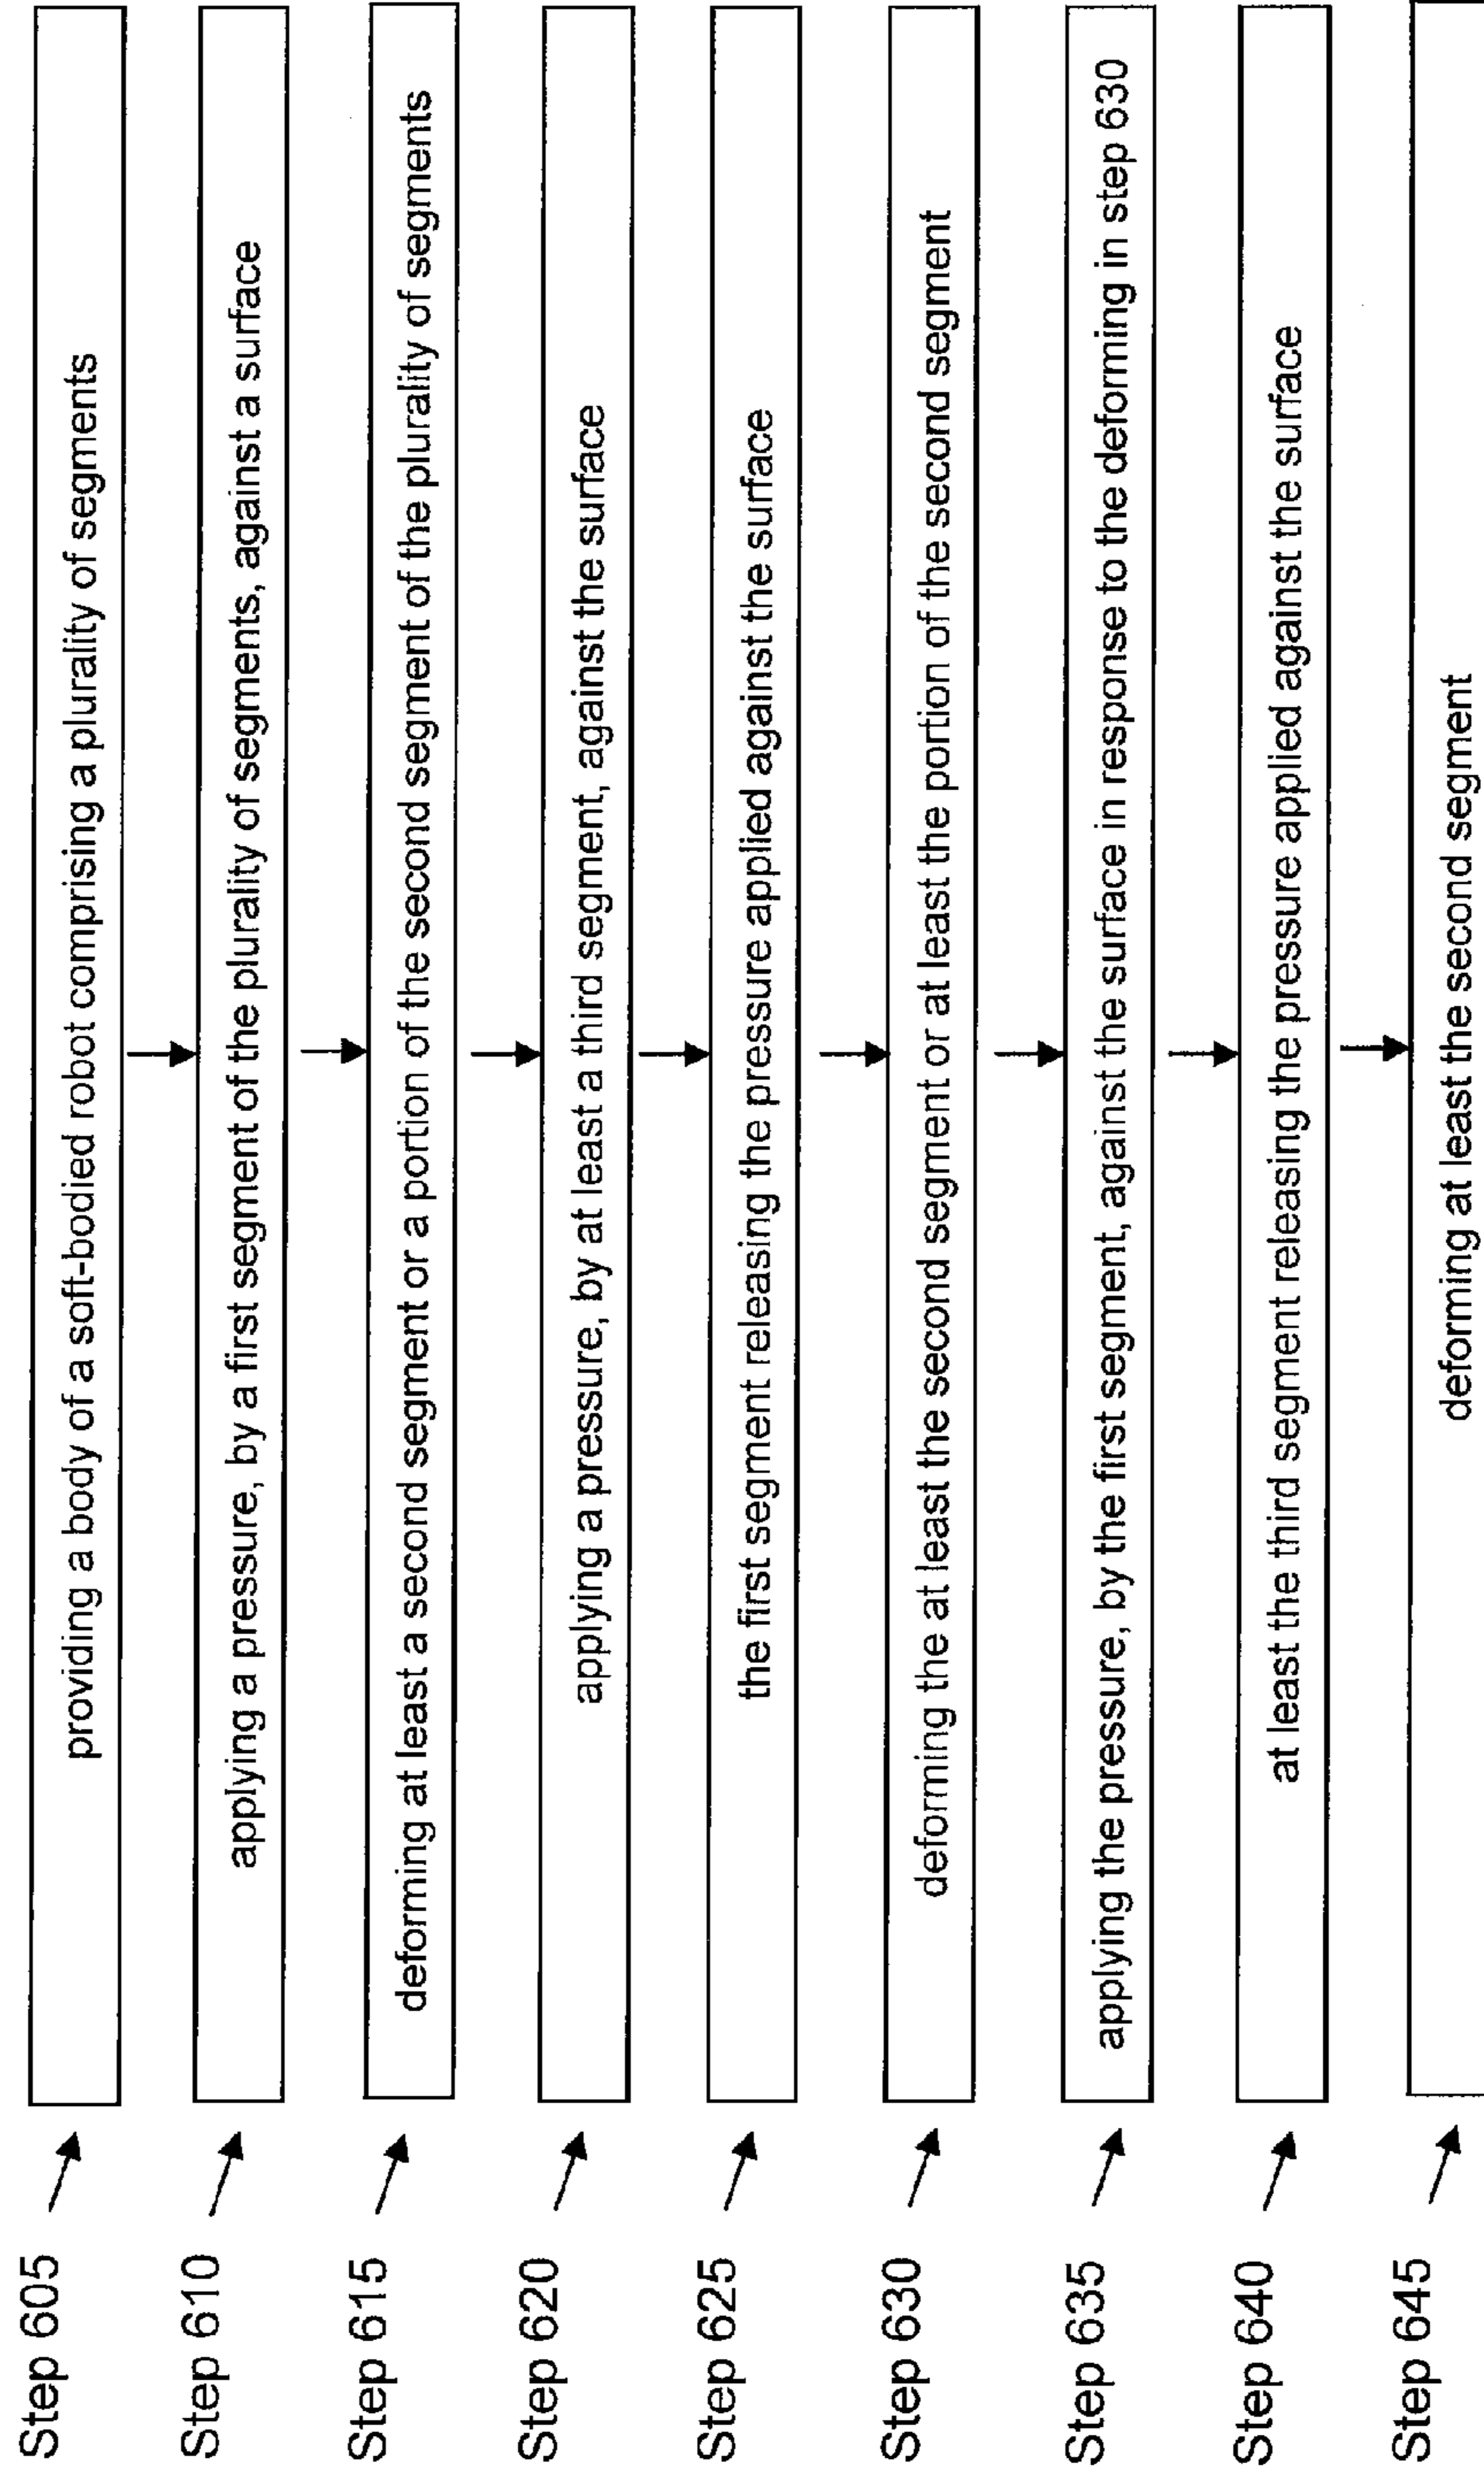 Step 605
providing a body of a soft-bodied robot comprising a plurality of segments
Step 610
applying a pressure, by a first segment of the plurality of segments, against a surface
Step 615
deforming at least a second segment or a portion of the second segment of the plurality of segments
Step 620
applying a pressure, by at least a third segment, against the surface
Step 625
the first segment releasing the pressure applied against the surface
Step 630
deforming the at least the second segment or at least the portion of the second segment
Step 635
applying the pressure, by the first segment, against the surface in response to the deforming in step 630
Step 640
at least the third segment releasing the pressure applied against the surface
Step 645
deforming at least the second segment